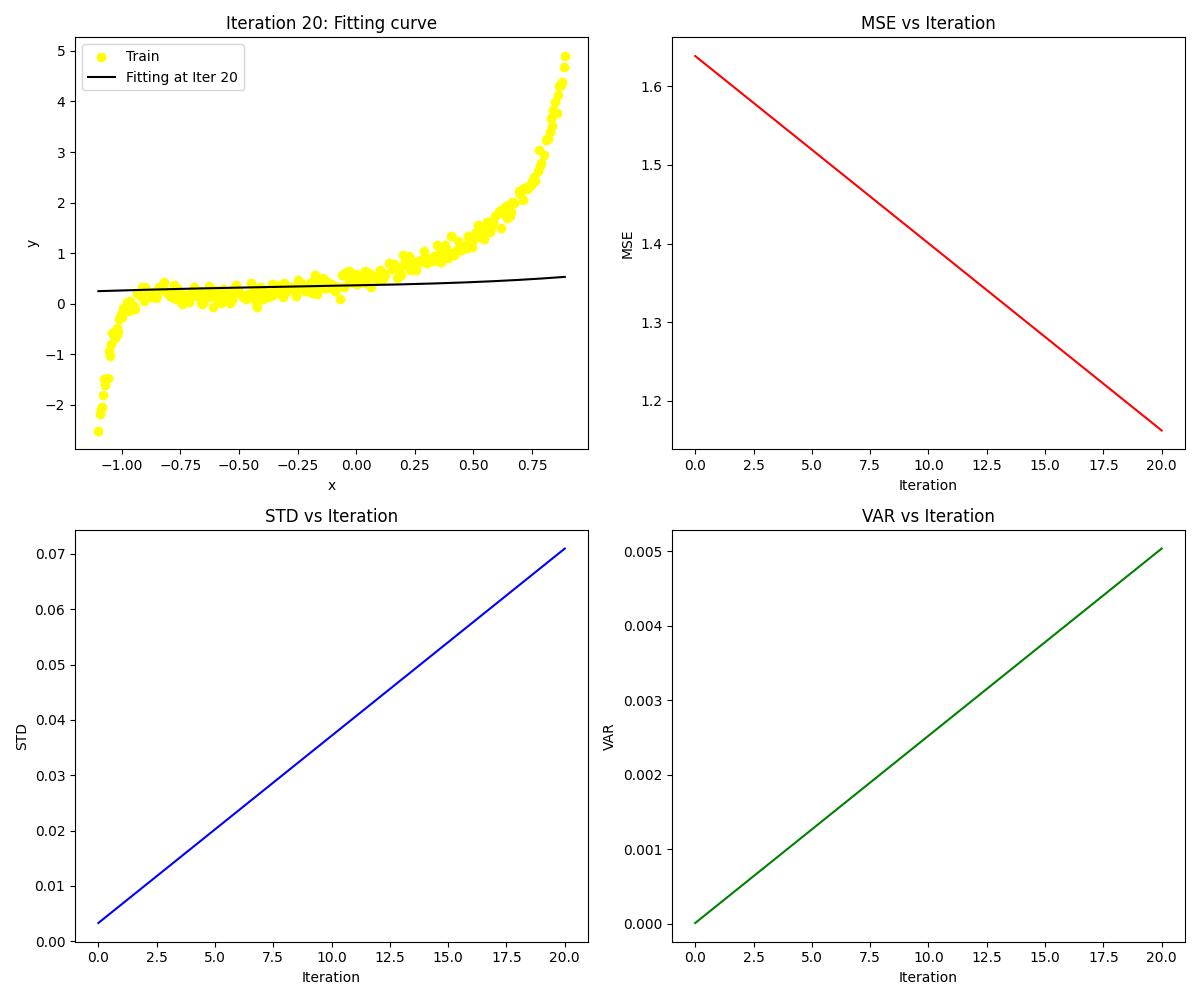 Iteration 20: Fitting curve
Train
Fitting at Iter 20
5
4
3
2
1
0
−1
−2
y
−1.00 −0.75 −0.50 −0.25 0.00 0.25 0.50 0.75
x
MSE vs Iteration
1.6
1.5
1.4
1.3
1.2
MSE
0.0 2.5 5.0 7.5 10.0 12.5 15.0 17.5 20.0
Iteration
STD vs Iteration
0.07
0.06
0.05
0.04
0.03
0.02
0.01
0.00
STD
0.0 2.5 5.0 7.5 10.0 12.5 15.0 17.5 20.0
Iteration
VAR vs Iteration
0.005
0.004
0.003
0.002
0.001
0.000
VAR
0.0 2.5 5.0 7.5 10.0 12.5 15.0 17.5 20.0
Iteration